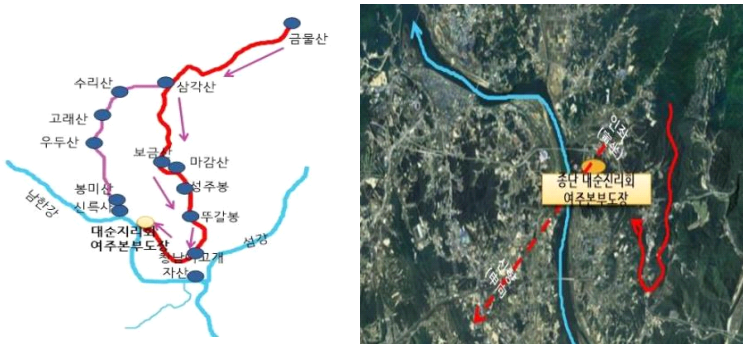 금물산
삼각산
수리산
고래산
우두산
보금산
마감산
성주봉
봉미산
신륵산
뚜갈봉
남한강
대순진리회
여주본부도장
섬강
자산
종단 대순진리회
여주본부도장